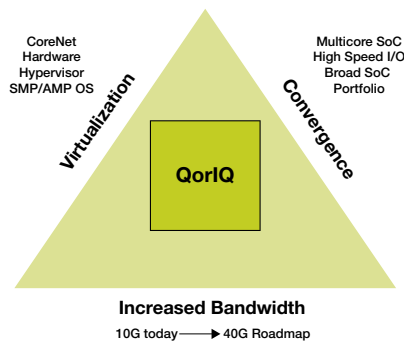 CoreNet
Hardware
Hypervisor
SMP/AMP OS
Multicore SoC
High Speed I/O
Broad SoC
Portfolio
Virtualization
Convergence
QorIQ
Increased Bandwidth
10G today 40G Roadmap